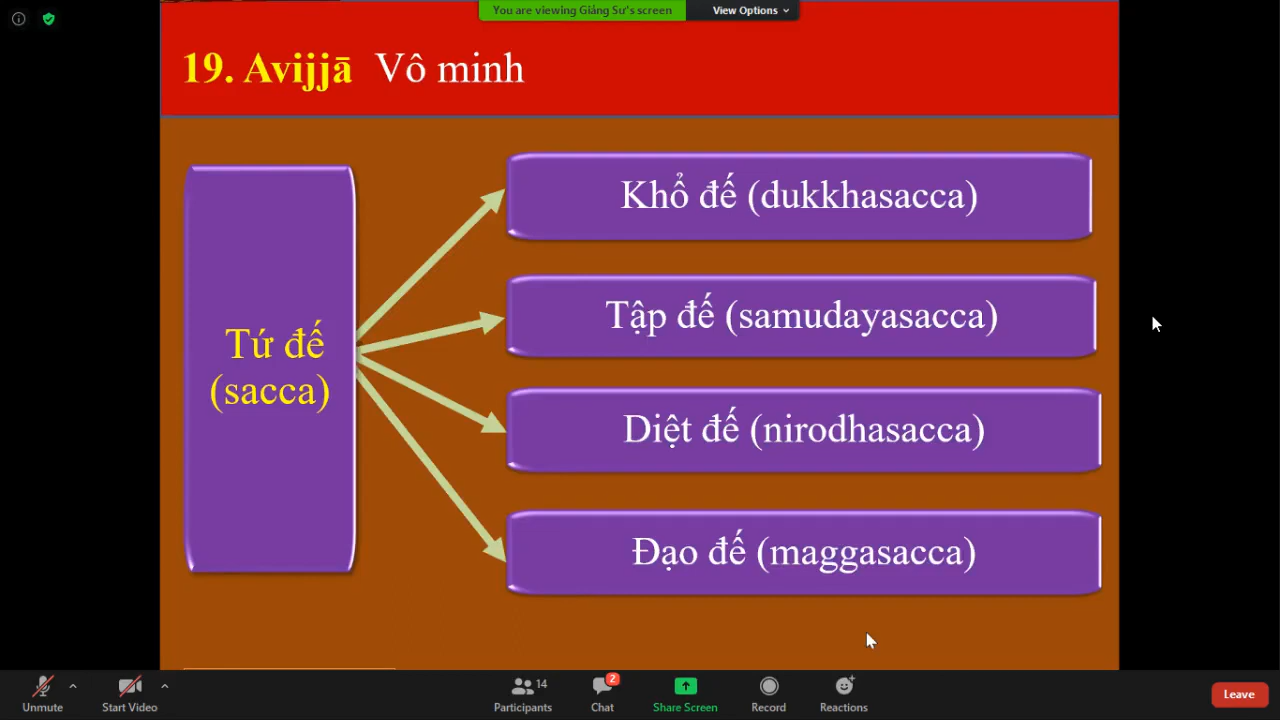 You are viewing Giảng Sư's screen
View Options
19. Avijjā Vô minh
Tứ đế
(sacca)
Khổ đế (dukkhasacca)
Tập đế (samudayasacca)
Diệt đế (nirodhasacca)
Đạo đế (maggasacca)
Unmute
Start Video
14
Participants
2
Chat
Share Screen
Record
Reactions
Leave